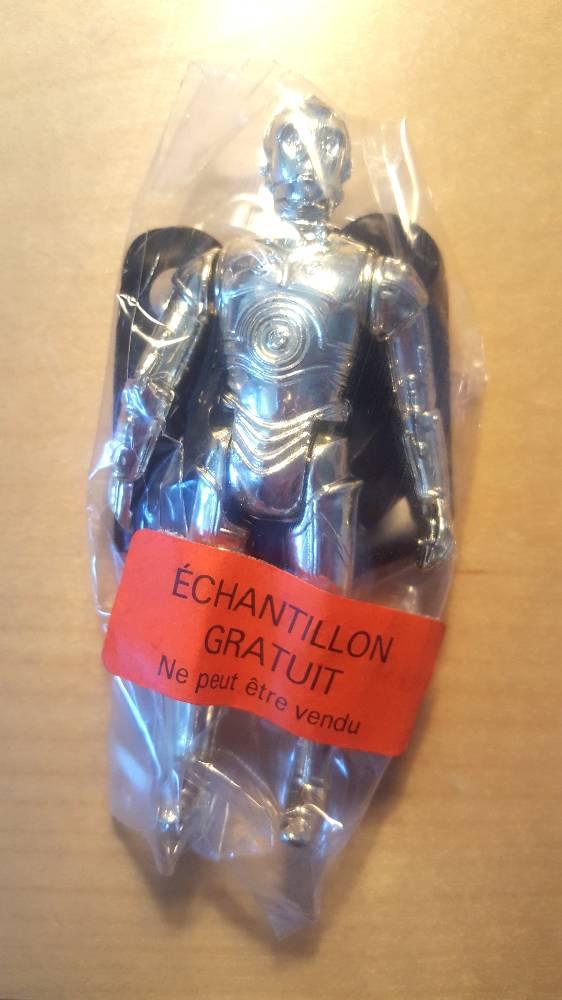 ÉCHANTILLON
GRATUIT
Ne peut être vendu